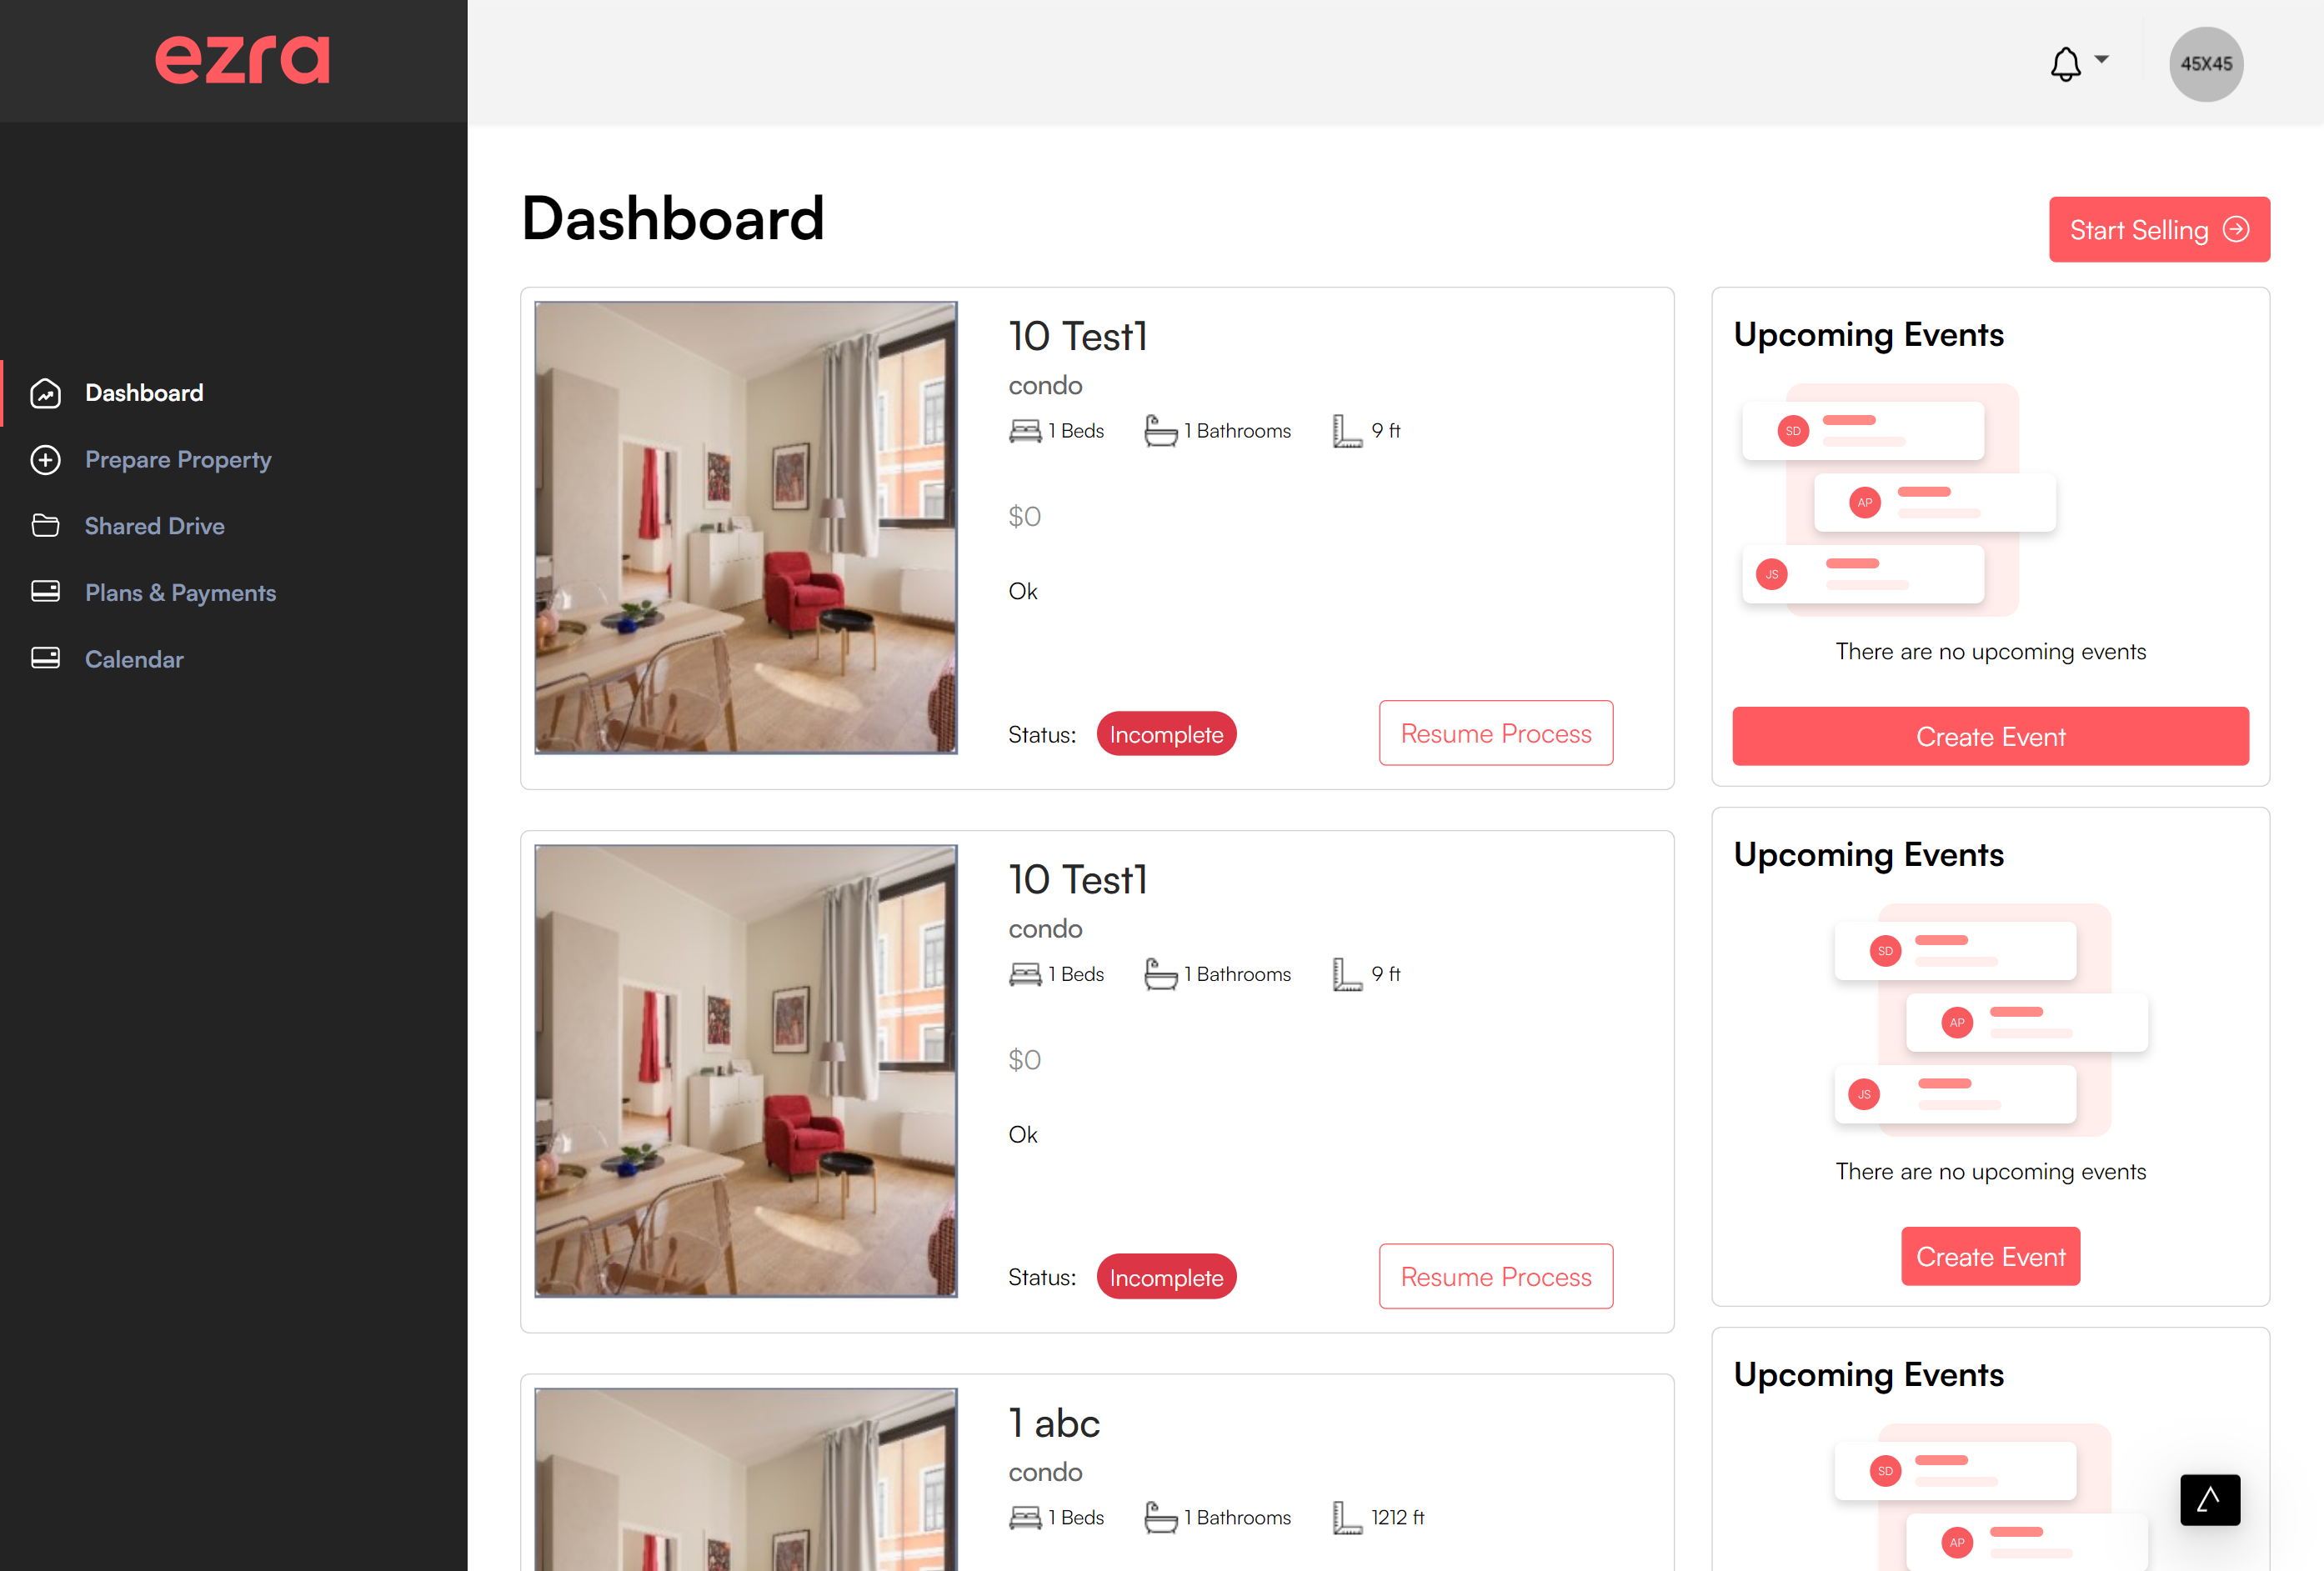 ezra
45X45
Dashboard
Prepare Property
Shared Drive
Plans & Payments
Calendar
Dashboard
Start Selling
10 Test1
condo
1 Beds
1 Bathrooms
9 ft
$0
Ok
Status:
Incomplete
Resume Process
10 Test1
condo
1 Beds
1 Bathrooms
9 ft
$0
Ok
Status:
Incomplete
Resume Process
1 abc
condo
1 Beds
1 Bathrooms
1212 ft
Upcoming Events
SD
AP
JS
There are no upcoming events
Create Event
Upcoming Events
SD
AP
JS
There are no upcoming events
Create Event
Upcoming Events
SD
AP